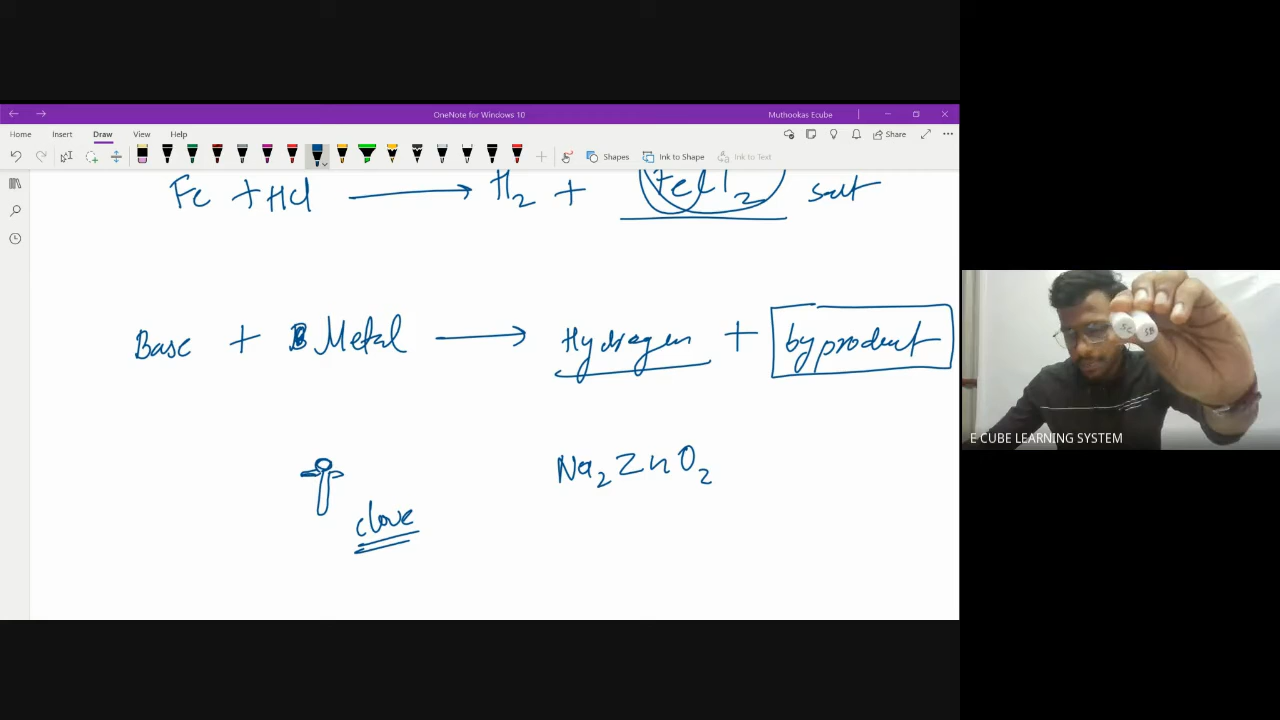 OneNote for Windows 10
Muthookas Ecube
Home Insert Draw View Help
Share
Shapes Ink to Shape Ink to Text
Fe + HCl → H2 + FeCl2 salt
Base + B Metal → Hydrogen + byproduct
Na2ZnO2
clove
E CUBE LEARNING SYSTEM